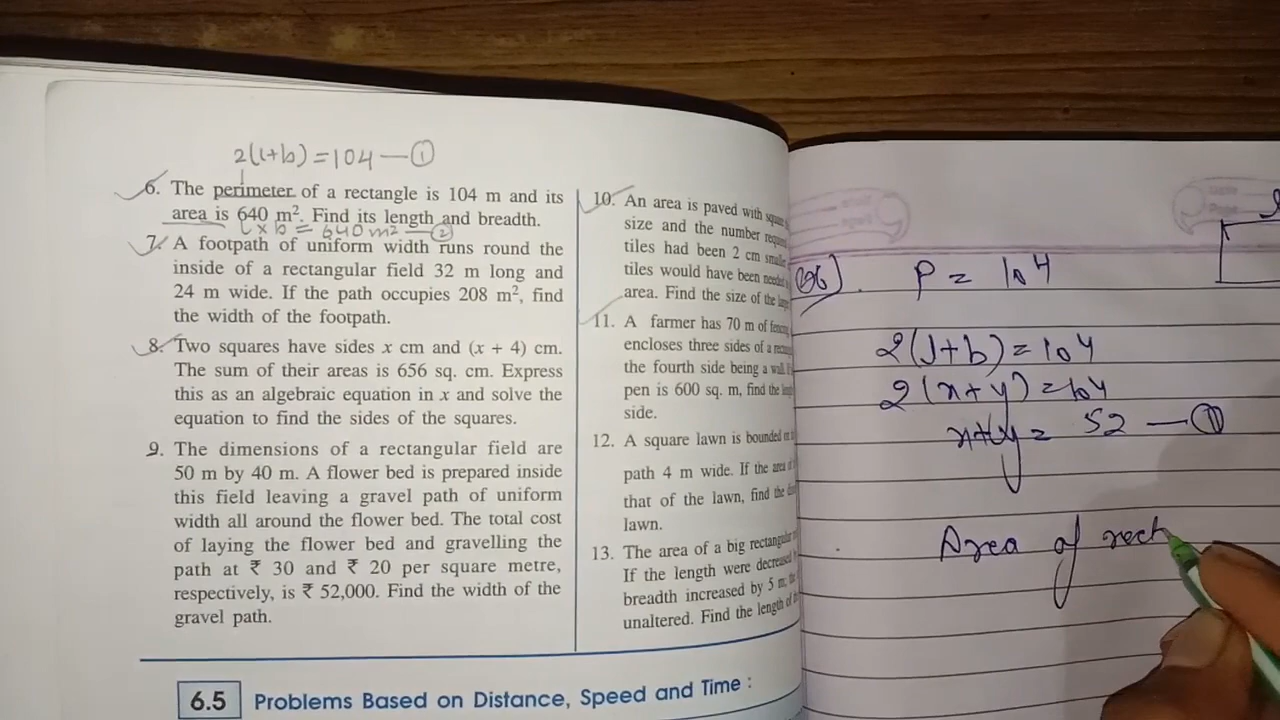 2(l+b) = 104 — ①
6. The perimeter of a rectangle is 104 m and its
area is 640 m². Find its length and breadth.
l × b = 640 m² — ②
7. A footpath of uniform width runs round the
inside of a rectangular field 32 m long and
24 m wide. If the path occupies 208 m², find
the width of the footpath.
8. Two squares have sides x cm and (x + 4) cm.
The sum of their areas is 656 sq. cm. Express
this as an algebraic equation in x and solve the
equation to find the sides of the squares.
9. The dimensions of a rectangular field are
50 m by 40 m. A flower bed is prepared inside
this field leaving a gravel path of uniform
width all around the flower bed. The total cost
of laying the flower bed and gravelling the
path at ₹ 30 and ₹ 20 per square metre,
respectively, is ₹ 52,000. Find the width of the
gravel path.
10. An area is paved with square
size and the number
tiles had been 2 cm
tiles would have been needed
area. Find the size of the
11. A farmer has 70 m of fencing,
encloses three sides of a
the fourth side being a wall.
pen is 600 sq. m, find the
side.
12. A square lawn is bounded on
path 4 m wide. If the area
that of the lawn, find the
lawn.
13. The area of a big rectangular
If the length were decreased
breadth increased by 5 m; the
unaltered. Find the length of
6.5 Problems Based on Distance, Speed and Time :
P = 104
2(l+b) = 104
2(x+y) = 104
x+y = 52 — ①
Area of rect